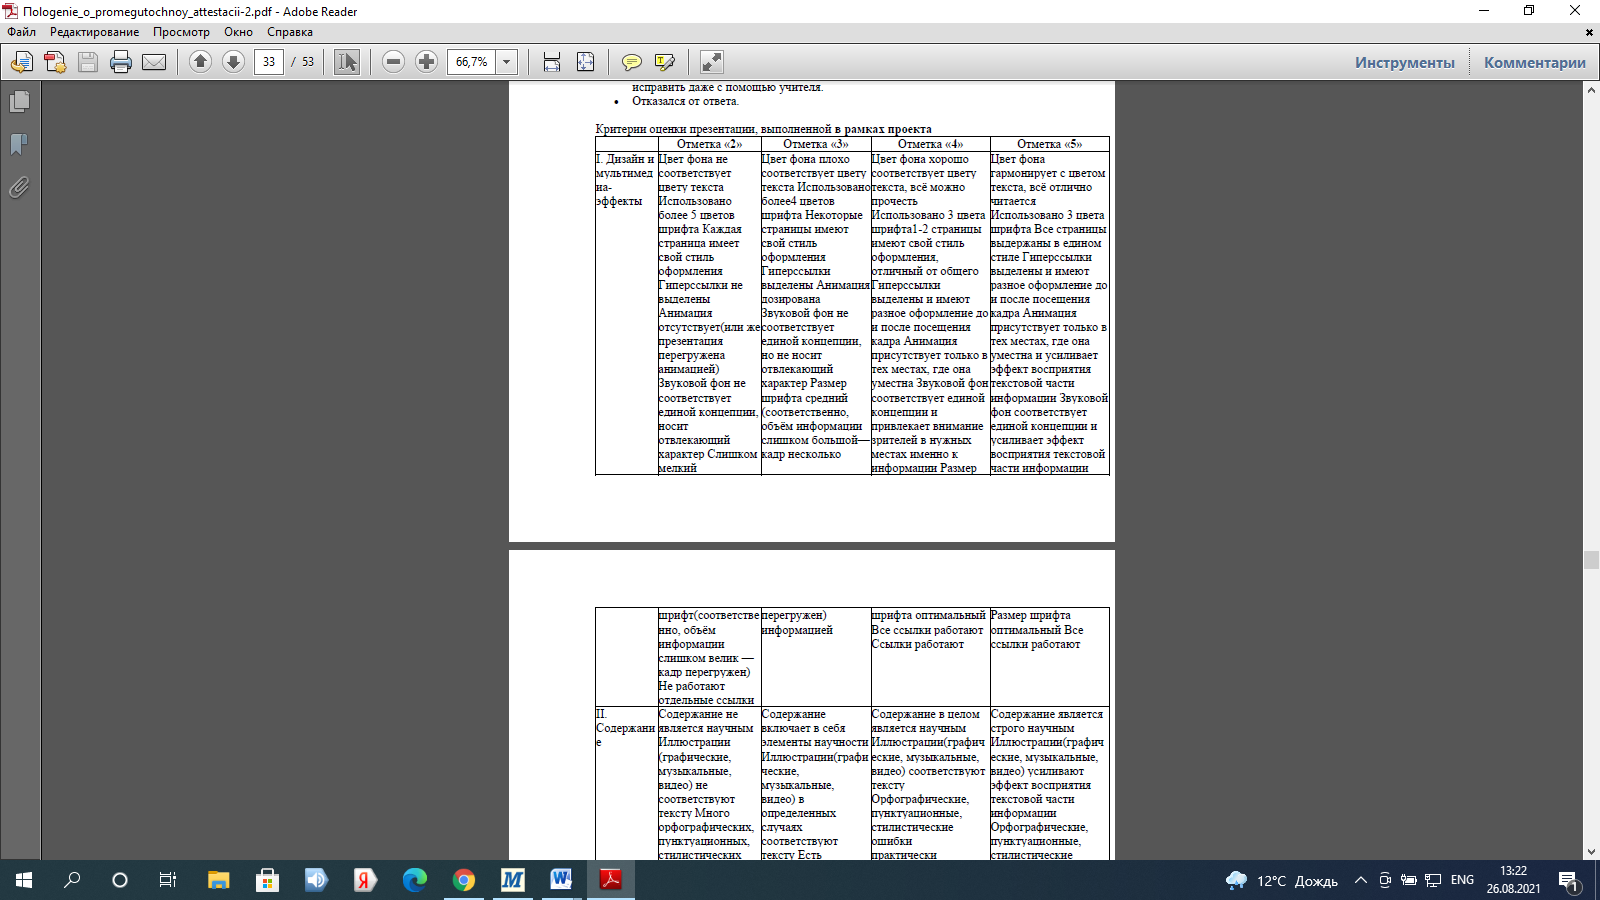 Пologenie_o_promegutochnoy_attestacii-2.pdf - Adobe Reader
Файл Редактирование Просмотр Окно Справка
33 / 53 66,7% Инструменты Комментарии
исправить даже с помощью учителя.
• Отказался от ответа.
Критерии оценки презентации, выполненной в рамках проекта
Отметка «2» Отметка «3» Отметка «4» Отметка «5»
I. Дизайн и
мультимед
иа-
эффекты
Цвет фона не
соответствует
цвету текста
Использовано
более 5 цветов
шрифта Каждая
страница имеет
свой стиль
оформления
Гиперссылки не
выделены
Анимация
отсутствует(или же
презентация
перегружена
анимацией)
Звуковой фон не
соответствует
единой концепции,
носит
отвлекающий
характер Слишком
мелкий
Цвет фона плохо
соответствует цвету
текста Использовано
более4 цветов
шрифта Некоторые
страницы имеют
свой стиль
оформления
Гиперссылки
выделены Анимация
дозирована
Звуковой фон не
соответствует
единой концепции,
но не носит
отвлекающий
характер Размер
шрифта средний
(соответственно,
объём информации
слишком большой—
кадр несколько
Цвет фона хорошо
соответствует цвету
текста, всё можно
прочесть
Использовано 3 цвета
шрифта1-2 страницы
имеют свой стиль
оформления,
отличный от общего
Гиперссылки
выделены и имеют
разное оформление до
и после посещения
кадра Анимация
присутствует только в
тех местах, где она
уместна Звуковой фон
соответствует единой
концепции и
привлекает внимание
зрителей в нужных
местах именно к
информации Размер
Цвет фона
гармонирует с цветом
текста, всё отлично
читается
Использовано 3 цвета
шрифта Все страницы
выдержаны в едином
стиле Гиперссылки
выделены и имеют
разное оформление до
и после посещения
кадра Анимация
присутствует только в
тех местах, где она
уместна и усиливает
эффект восприятия
текстовой части
информации Звуковой
фон соответствует
единой концепции и
усиливает эффект
восприятия текстовой
части информации
шрифт(соответстве
нно, объём
информации
слишком велик —
кадр перегружен)
Не работают
отдельные ссылки
перегружен)
информацией
шрифта оптимальный
Все ссылки работают
Ссылки работают
Размер шрифта
оптимальный Все
ссылки работают
II.
Содержани
е
Содержание не
является научным
Иллюстрации
(графические,
музыкальные,
видео) не
соответствуют
тексту Много
орфографических,
пунктуационных,
стилистических
Содержание
включает в себя
элементы научности
Иллюстрации(графи
ческие,
музыкальные,
видео) в
определенных
случаях
соответствуют
тексту Есть
Содержание в целом
является научным
Иллюстрации(графич
еские, музыкальные,
видео) соответствуют
тексту
Орфографические,
пунктуационные,
стилистические
ошибки
практически
Содержание является
строго научным
Иллюстрации(графич
еские, музыкальные,
видео) усиливают
эффект восприятия
текстовой части
информации
Орфографические,
пунктуационные,
стилистические
12°C Дождь ENG 13:22
26.08.2021
1